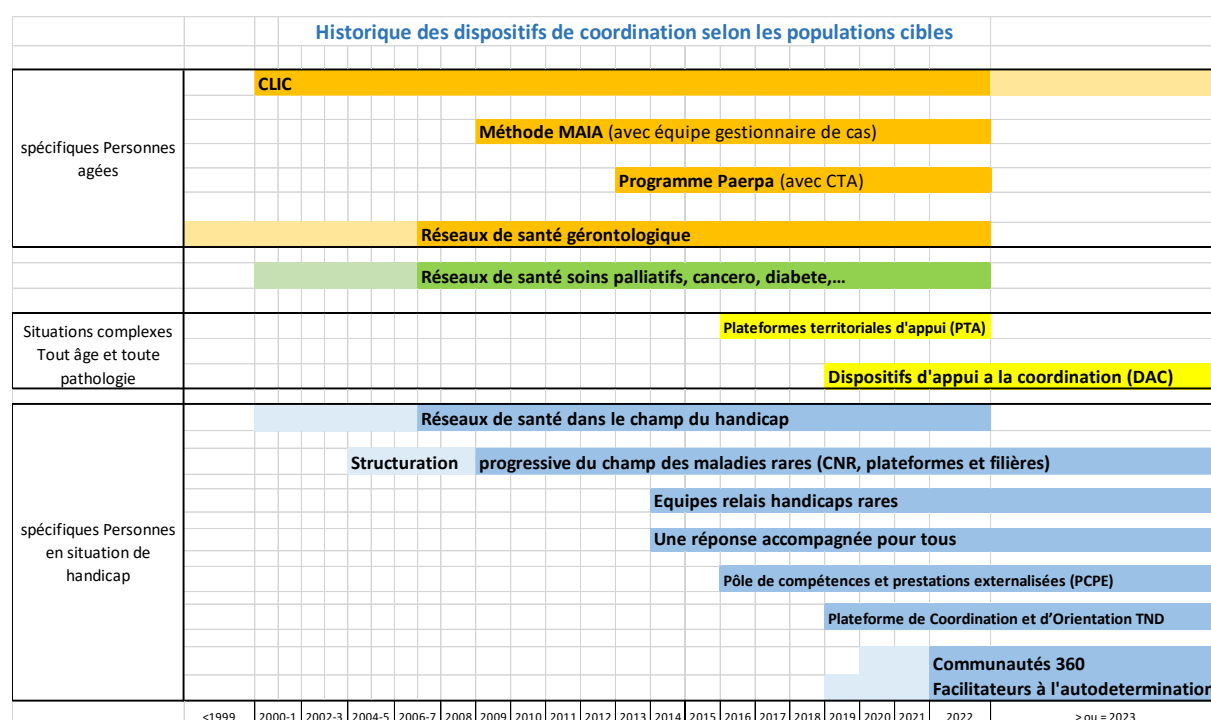 Historique des dispositifs de coordination selon les populations cibles
CLIC
Méthode MAIA (avec équipe gestionnaire de cas)
spécifiques Personnes
agées
Programme Paerpa (avec CTA)
Réseaux de santé gérontologique
Réseaux de santé soins palliatifs, cancero, diabete,...
Situations complexes
Tout âge et toute
pathologie
Plateformes territoriales d'appui (PTA)
Dispositifs d'appui a la coordination (DAC)
Réseaux de santé dans le champ du handicap
Structuration progressive du champ des maladies rares (CNR, plateformes et filières)
Equipes relais handicaps rares
spécifiques Personnes
en situation de
handicap
Une réponse accompagnée pour tous
Pôle de compétences et prestations externalisées (PCPE)
Plateforme de Coordination et d'Orientation TND
Communautés 360
Facilitateurs à l'autodetermination
<1999 2000-1 2002-3 2004-5 2006-7 2008 2009 2010 2011 2012 2013 2014 2015 2016 2017 2018 2019 2020 2021 2022 > ou = 2023